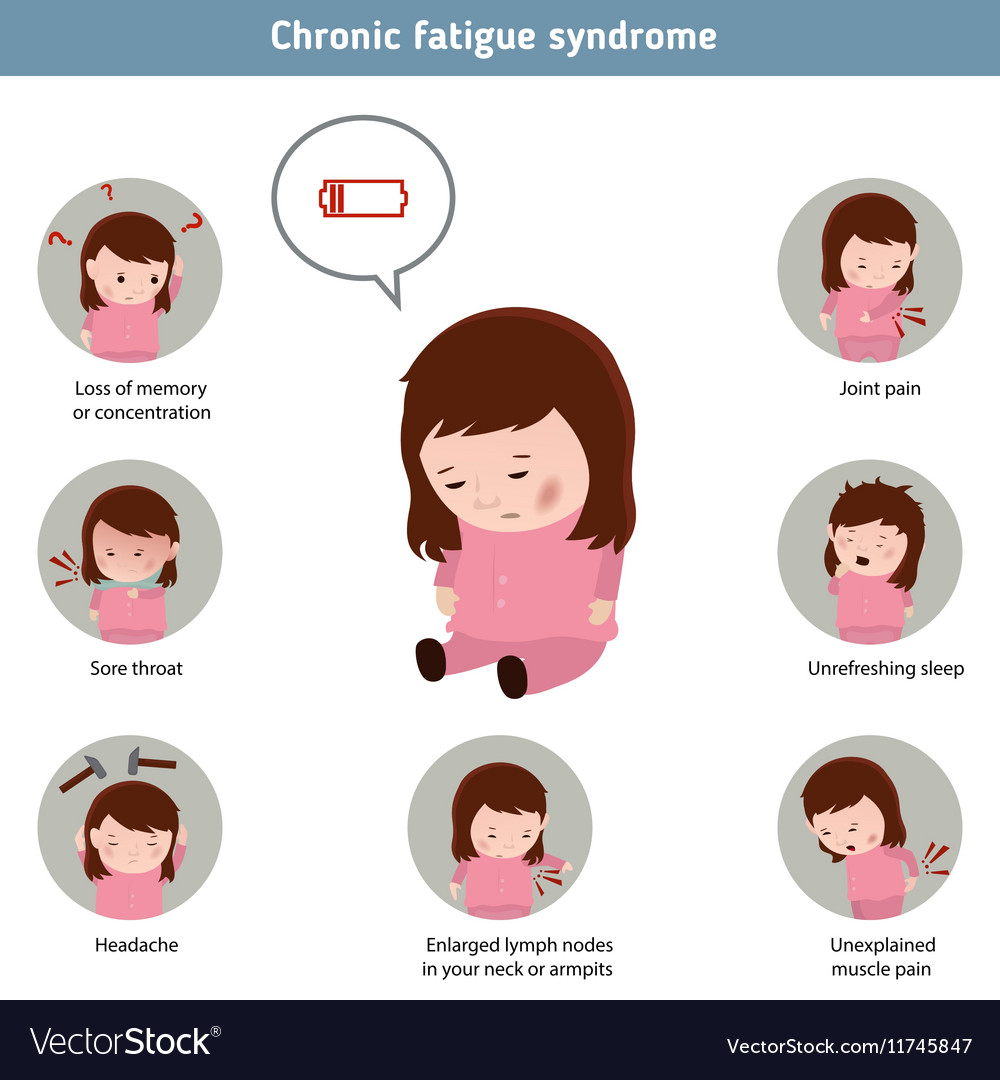 Chronic fatigue syndrome
?
?
?
Loss of memory
or concentration
Joint pain
Sore throat
Unrefreshing sleep
Headache
Enlarged lymph nodes
in your neck or armpits
Unexplained
muscle pain
VectorStock®
VectorStock.com/11745847